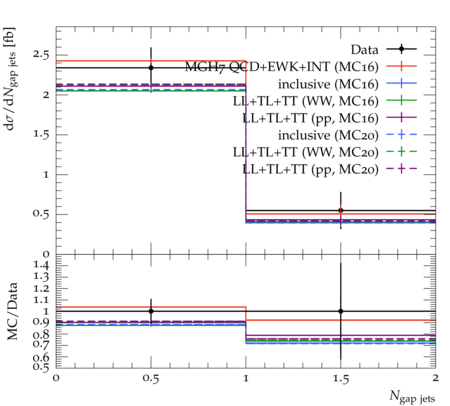 dσ/dN_gap jets [fb]
2.5
2
1.5
1
0.5
0
Data
MGH7 QCD+EWK+INT (MC16)
inclusive (MC16)
LL+TL+TT (WW, MC16)
LL+TL+TT (pp, MC16)
inclusive (MC20)
LL+TL+TT (WW, MC20)
LL+TL+TT (pp, MC20)
MC/Data
1.4
1.3
1.2
1.1
1
0.9
0.8
0.7
0.6
0.5
0 0.5 1 1.5 2
N_gap jets